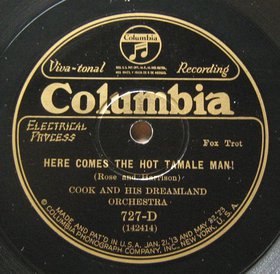 Columbia
Viva-tonal Recording
Columbia
ELECTRICAL
PROCESS
Fox Trot
HERE COMES THE HOT TAMALE MAN!
(Rose and Harrison)
COOK AND HIS DREAMLAND
ORCHESTRA
727-D
(142414)
MADE AND PAT'D IN U.S.A. JAN. 21,'13 AND MAY 22,'23
COLUMBIA PHONOGRAPH COMPANY, INC., NEW YORK, U.S.A.